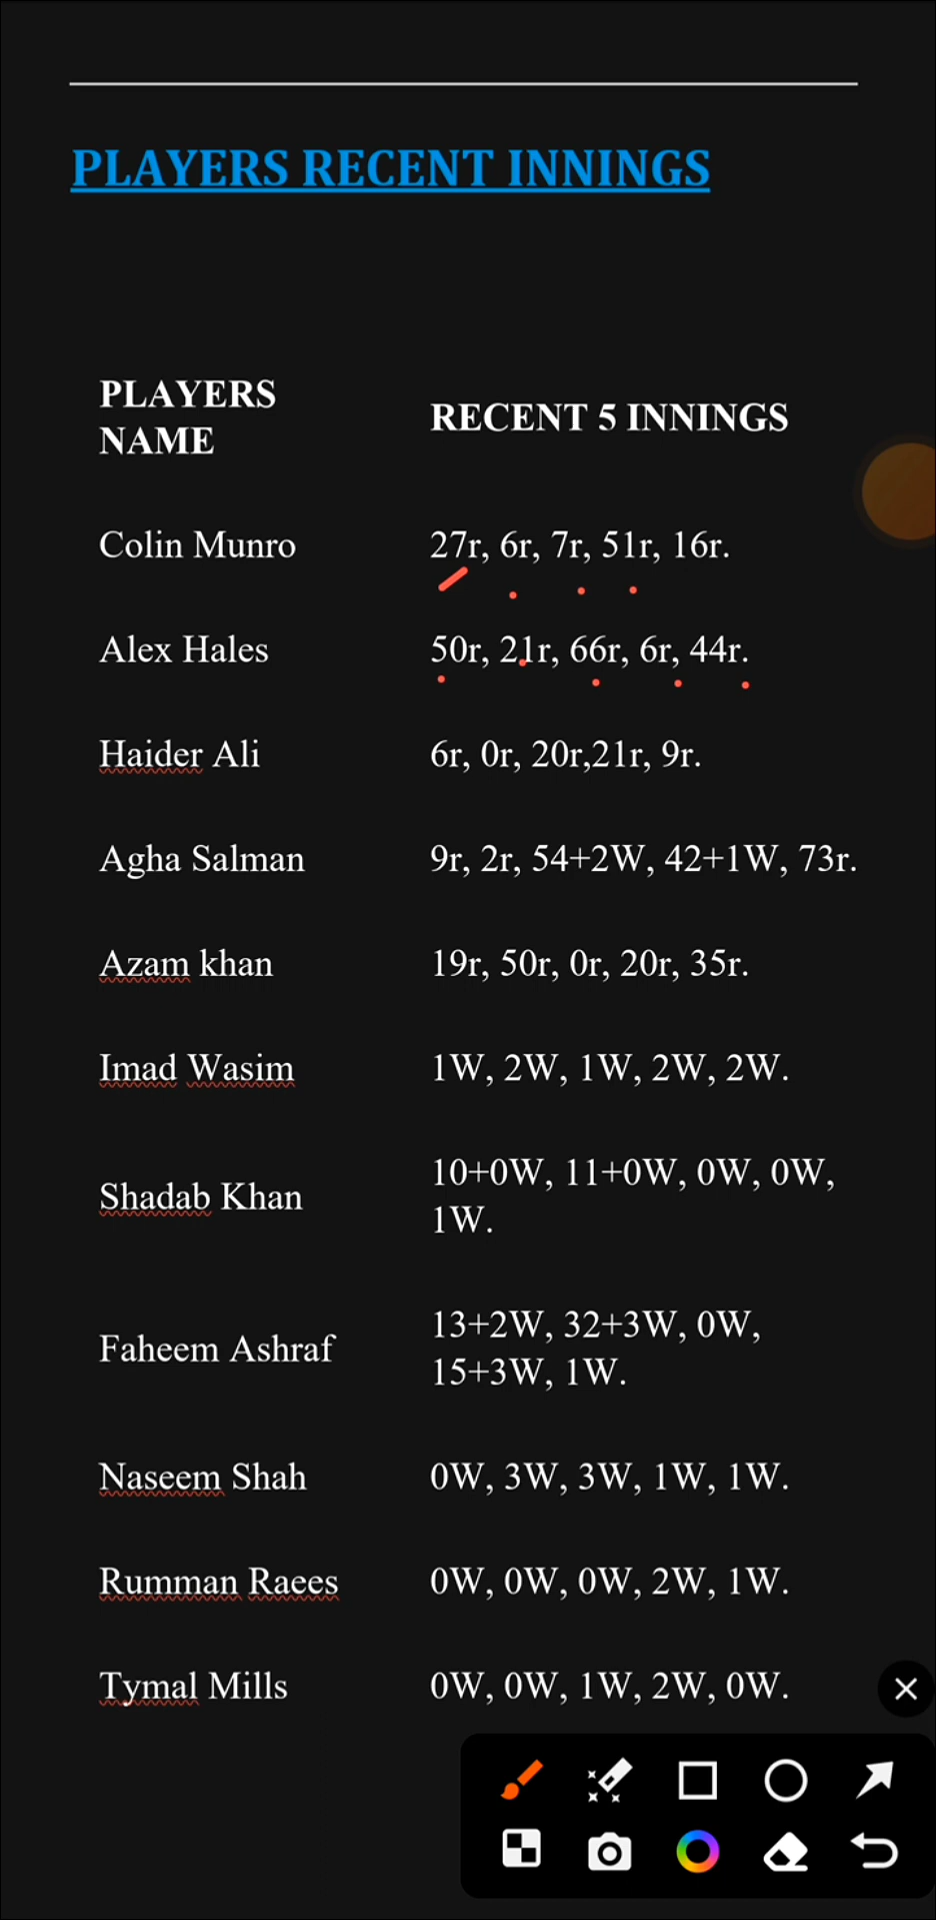 PLAYERS RECENT INNINGS
PLAYERS
NAME
RECENT 5 INNINGS
Colin Munro 27r, 6r, 7r, 51r, 16r.
Alex Hales 50r, 21r, 66r, 6r, 44r.
Haider Ali 6r, 0r, 20r,21r, 9r.
Agha Salman 9r, 2r, 54+2W, 42+1W, 73r.
Azam khan 19r, 50r, 0r, 20r, 35r.
Imad Wasim 1W, 2W, 1W, 2W, 2W.
Shadab Khan 10+0W, 11+0W, 0W, 0W,
1W.
Faheem Ashraf 13+2W, 32+3W, 0W,
15+3W, 1W.
Naseem Shah 0W, 3W, 3W, 1W, 1W.
Rumman Raees 0W, 0W, 0W, 2W, 1W.
Tymal Mills 0W, 0W, 1W, 2W, 0W.